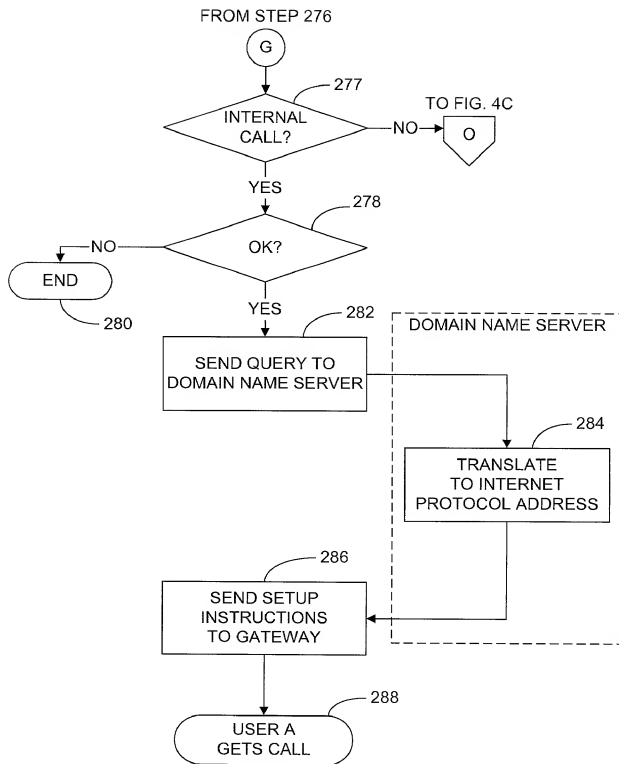 FROM STEP 276
G
277
INTERNAL
CALL?
TO FIG. 4C
NO
O
YES
278
OK?
NO
END
280
YES
282
SEND QUERY TO
DOMAIN NAME SERVER
DOMAIN NAME SERVER
284
TRANSLATE
TO INTERNET
PROTOCOL ADDRESS
286
SEND SETUP
INSTRUCTIONS
TO GATEWAY
288
USER A
GETS CALL